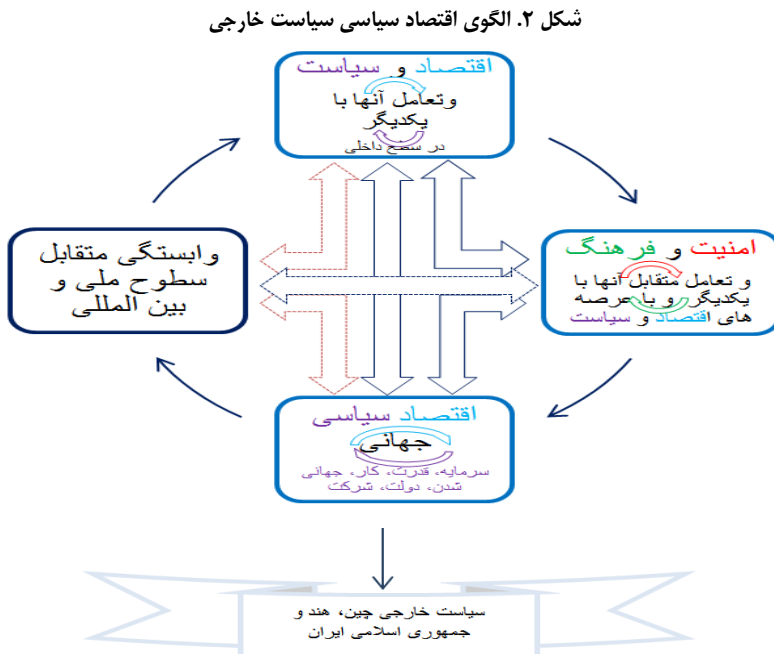 شکل ۲. الگوی اقتصاد سیاسی سیاست خارجی
اقتصاد و سیاست
وتعامل آنها با
یکدیگر
در سطح داخلی
امنیت و فرهنگ
و تعامل متقابل آنها با
یکدیگر و با عرصه
های اقتصاد و سیاست
وابستگی متقابل
سطوح ملی و
بین المللی
اقتصاد سیاسی
جهانی
سرمایه، قدرت، کار، جهانی
شدن، دولت، شرکت
سیاست خارجی چین، هند و
جمهوری اسلامی ایران